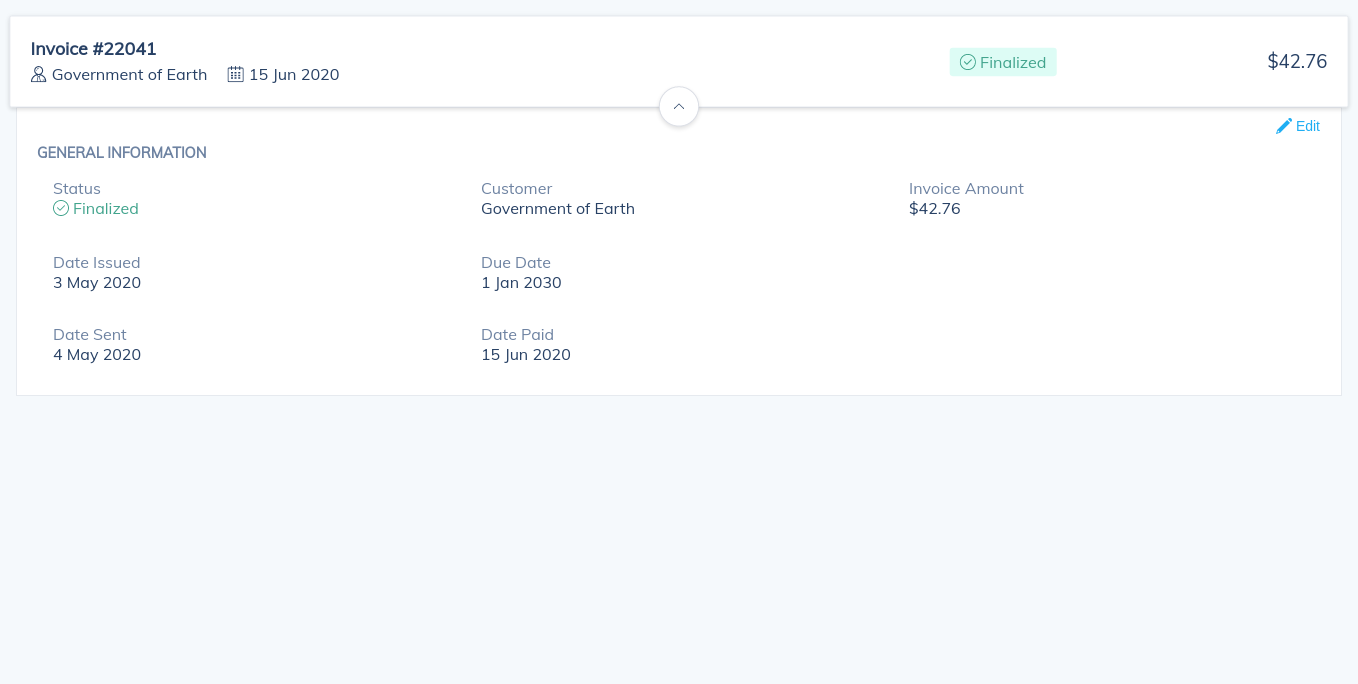 Invoice #22041
Government of Earth 15 Jun 2020
Finalized
$42.76
Edit
GENERAL INFORMATION
Status Customer Invoice Amount
Finalized Government of Earth $42.76
Date Issued Due Date
3 May 2020 1 Jan 2030
Date Sent Date Paid
4 May 2020 15 Jun 2020